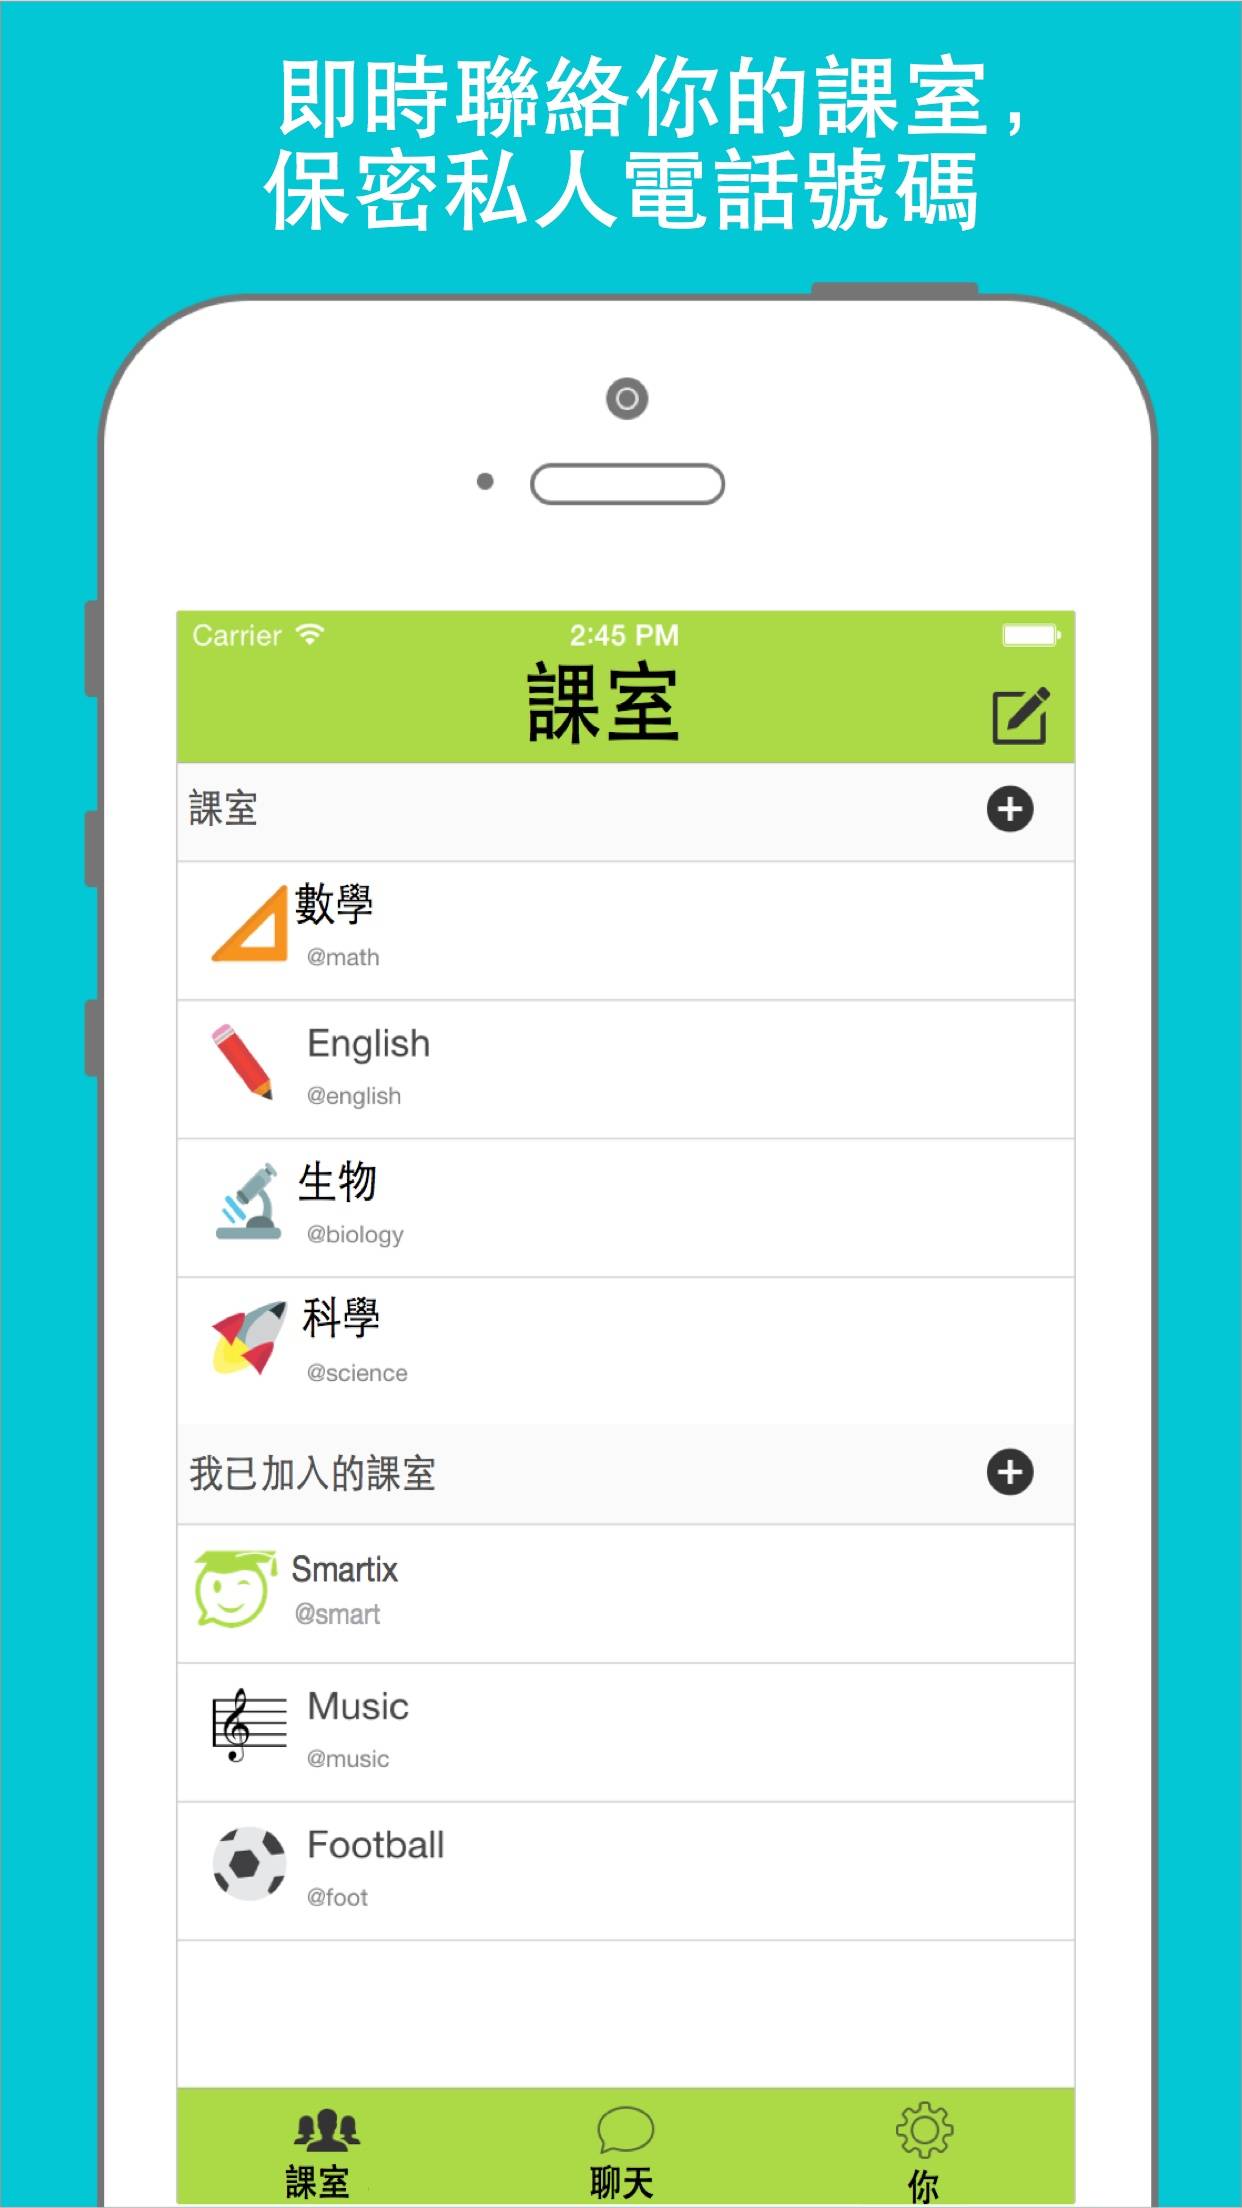 即時聯絡你的課室，
保密私人電話號碼
Carrier 2:45 PM
課室
課室
數學
@math
English
@english
生物
@biology
科學
@science
我已加入的課室
Smartix
@smart
Music
@music
Football
@foot
課室 聊天 你